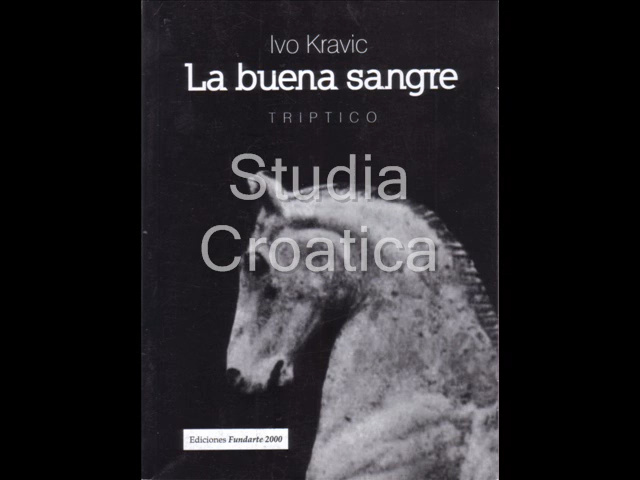 Ivo Kravic
La buena sangre
TRIPTICO
Studia
Croatica
Ediciones Fundarte 2000